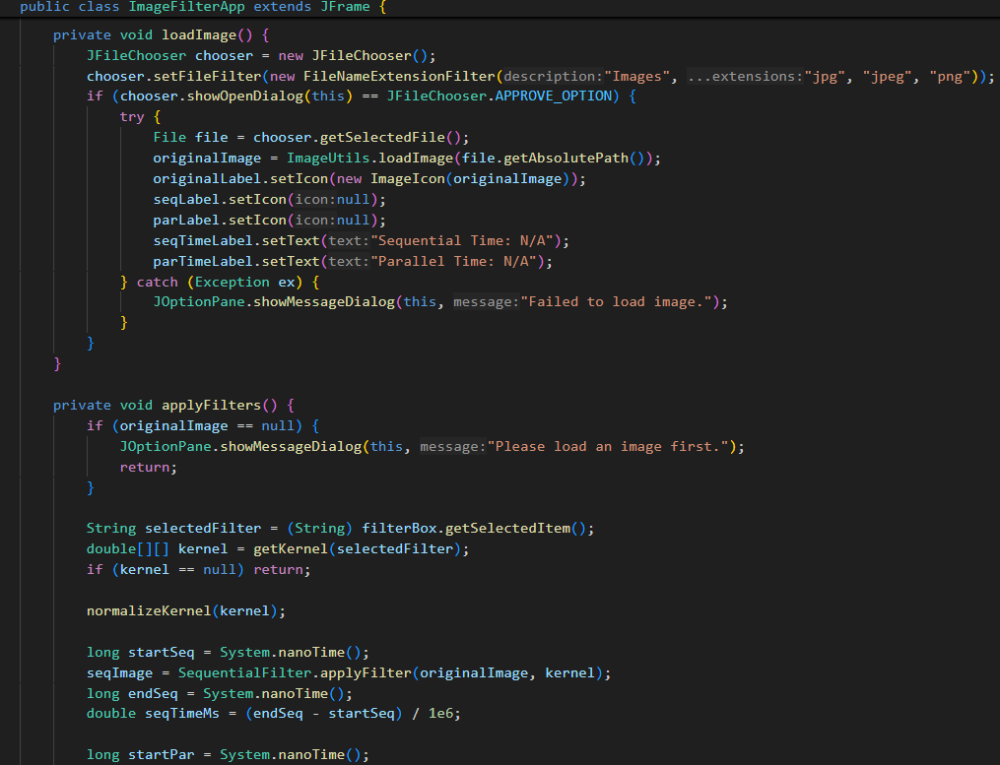 public class ImageFilterApp extends JFrame {
    private void loadImage() {
        JFileChooser chooser = new JFileChooser();
        chooser.setFileFilter(new FileNameExtensionFilter(description:"Images", ...extensions:"jpg", "jpeg", "png"));
        if (chooser.showOpenDialog(this) == JFileChooser.APPROVE_OPTION) {
            try {
                File file = chooser.getSelectedFile();
                originalImage = ImageUtils.loadImage(file.getAbsolutePath());
                originalLabel.setIcon(new ImageIcon(originalImage));
                seqLabel.setIcon(icon:null);
                parLabel.setIcon(icon:null);
                seqTimeLabel.setText(text:"Sequential Time: N/A");
                parTimeLabel.setText(text:"Parallel Time: N/A");
            } catch (Exception ex) {
                JOptionPane.showMessageDialog(this, message:"Failed to load image.");
            }
        }
    }

    private void applyFilters() {
        if (originalImage == null) {
            JOptionPane.showMessageDialog(this, message:"Please load an image first.");
            return;
        }

        String selectedFilter = (String) filterBox.getSelectedItem();
        double[][] kernel = getKernel(selectedFilter);
        if (kernel == null) return;

        normalizeKernel(kernel);

        long startSeq = System.nanoTime();
        seqImage = SequentialFilter.applyFilter(originalImage, kernel);
        long endSeq = System.nanoTime();
        double seqTimeMs = (endSeq - startSeq) / 1e6;

        long startPar = System.nanoTime();